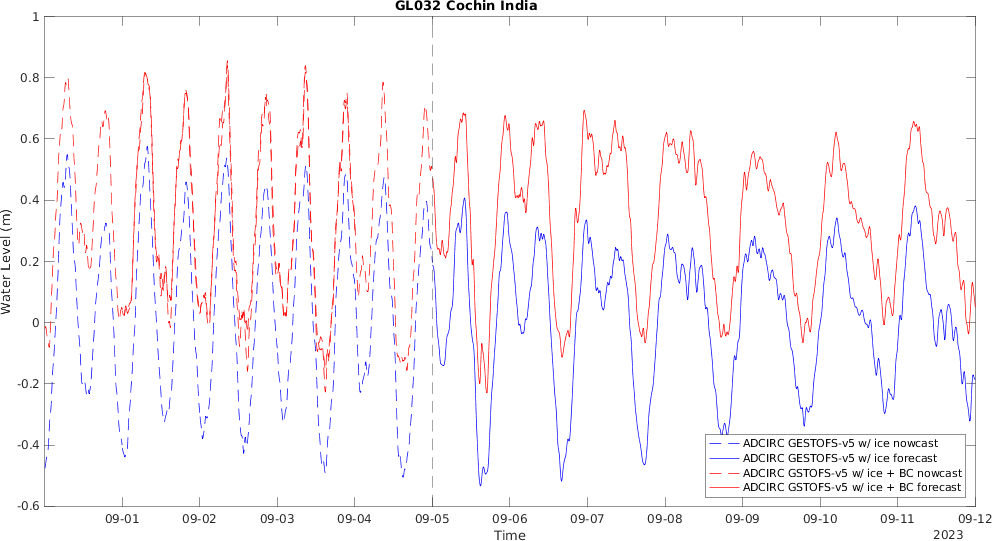 GL032 Cochin India
1
0.8
0.6
0.4
0.2
0
-0.2
-0.4
-0.6
Water Level (m)
ADCIRC GESTOFS-v5 w/ ice nowcast
ADCIRC GESTOFS-v5 w/ ice forecast
ADCIRC GSTOFS-v5 w/ ice + BC nowcast
ADCIRC GSTOFS-v5 w/ ice + BC forecast
09-01 09-02 09-03 09-04 09-05 09-06 09-07 09-08 09-09 09-10 09-11 09-12
Time
2023